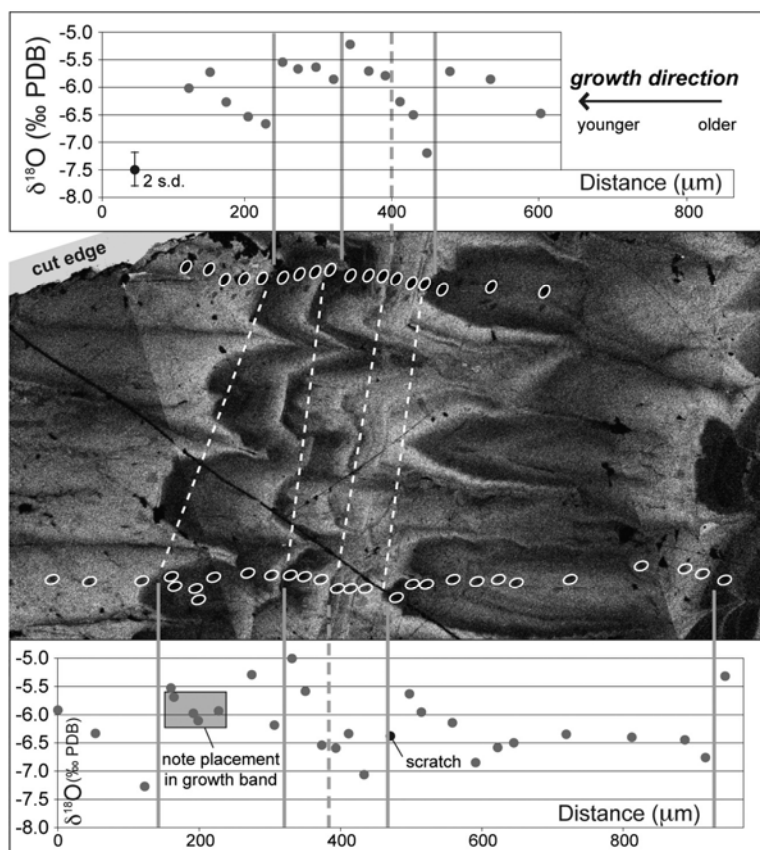 -5.0
-5.5
-6.0
-6.5
-7.0
-7.5
-8.0
δ18O (‰ PDB)
2 s.d.
growth direction
younger older
Distance (μm)
0 200 400 600 800
cut edge
-5.0
-5.5
-6.0
-6.5
-7.0
-7.5
-8.0
δ18O (‰ PDB)
note placement
in growth band
scratch
Distance (μm)
0 200 400 600 800